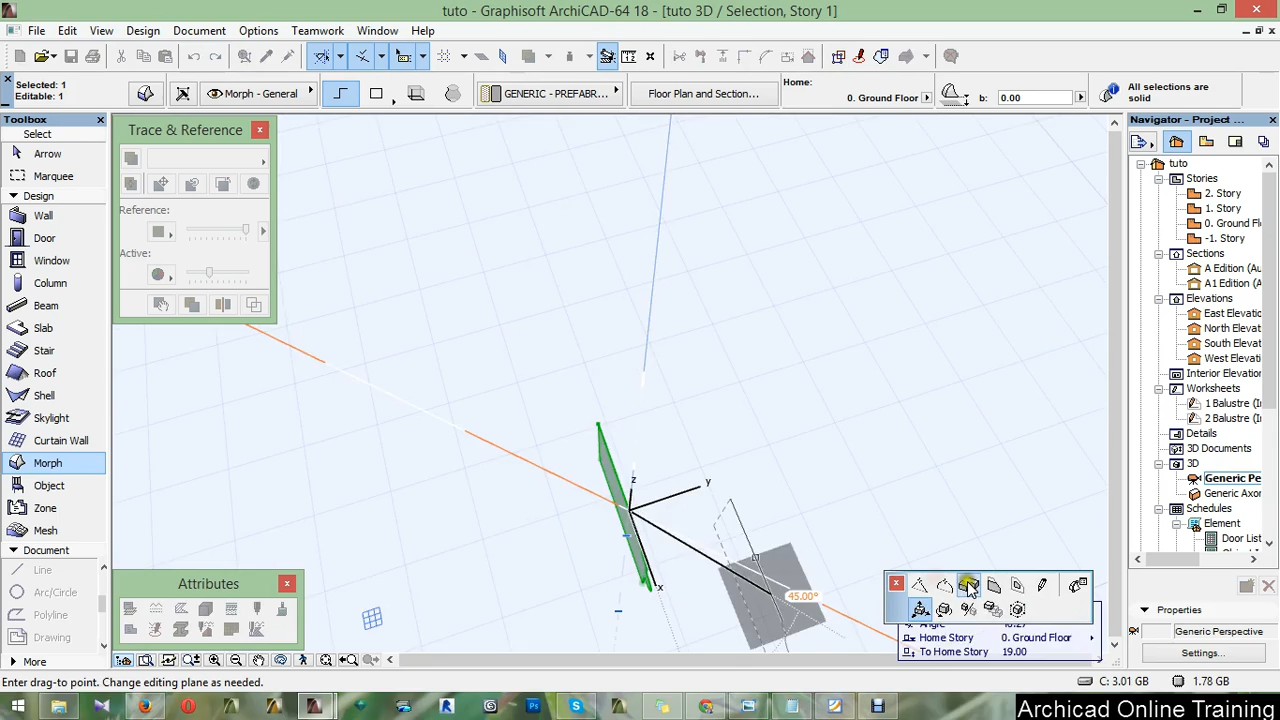 tuto - Graphisoft ArchiCAD-64 18 - [tuto 3D / Selection, Story 1]
File Edit View Design Document Options Teamwork Window Help
Selected: 1
Editable: 1
Morph - General
GENERIC - PREFABR...
Floor Plan and Section...
Home:
0. Ground Floor
b: 0.00
All selections are
solid
Toolbox
Select
Arrow
Marquee
Design
Wall
Door
Window
Column
Beam
Slab
Stair
Roof
Shell
Skylight
Curtain Wall
Morph
Object
Zone
Mesh
Document
Line
Arc/Circle
Polyline
Drawing
More
Trace & Reference
Reference:
Active:
Attributes
z
y
x
45.00°
Home Story 0. Ground Floor
To Home Story 19.00
Navigator - Project ...
tuto
Stories
2. Story
1. Story
0. Ground Fl
-1. Story
Sections
A Edition (Au
A1 Edition (A
Elevations
East Elevatio
North Elevati
South Elevati
West Elevatio
Interior Elevation
Worksheets
1 Balustre (In
2 Balustre (In
Details
3D Documents
3D
Generic Pe
Generic Axon
Schedules
Element
Door List
Properties
Generic Perspective
Settings...
Enter drag-to point. Change editing plane as needed.
C: 3.01 GB
1.78 GB
Archicad Online Training